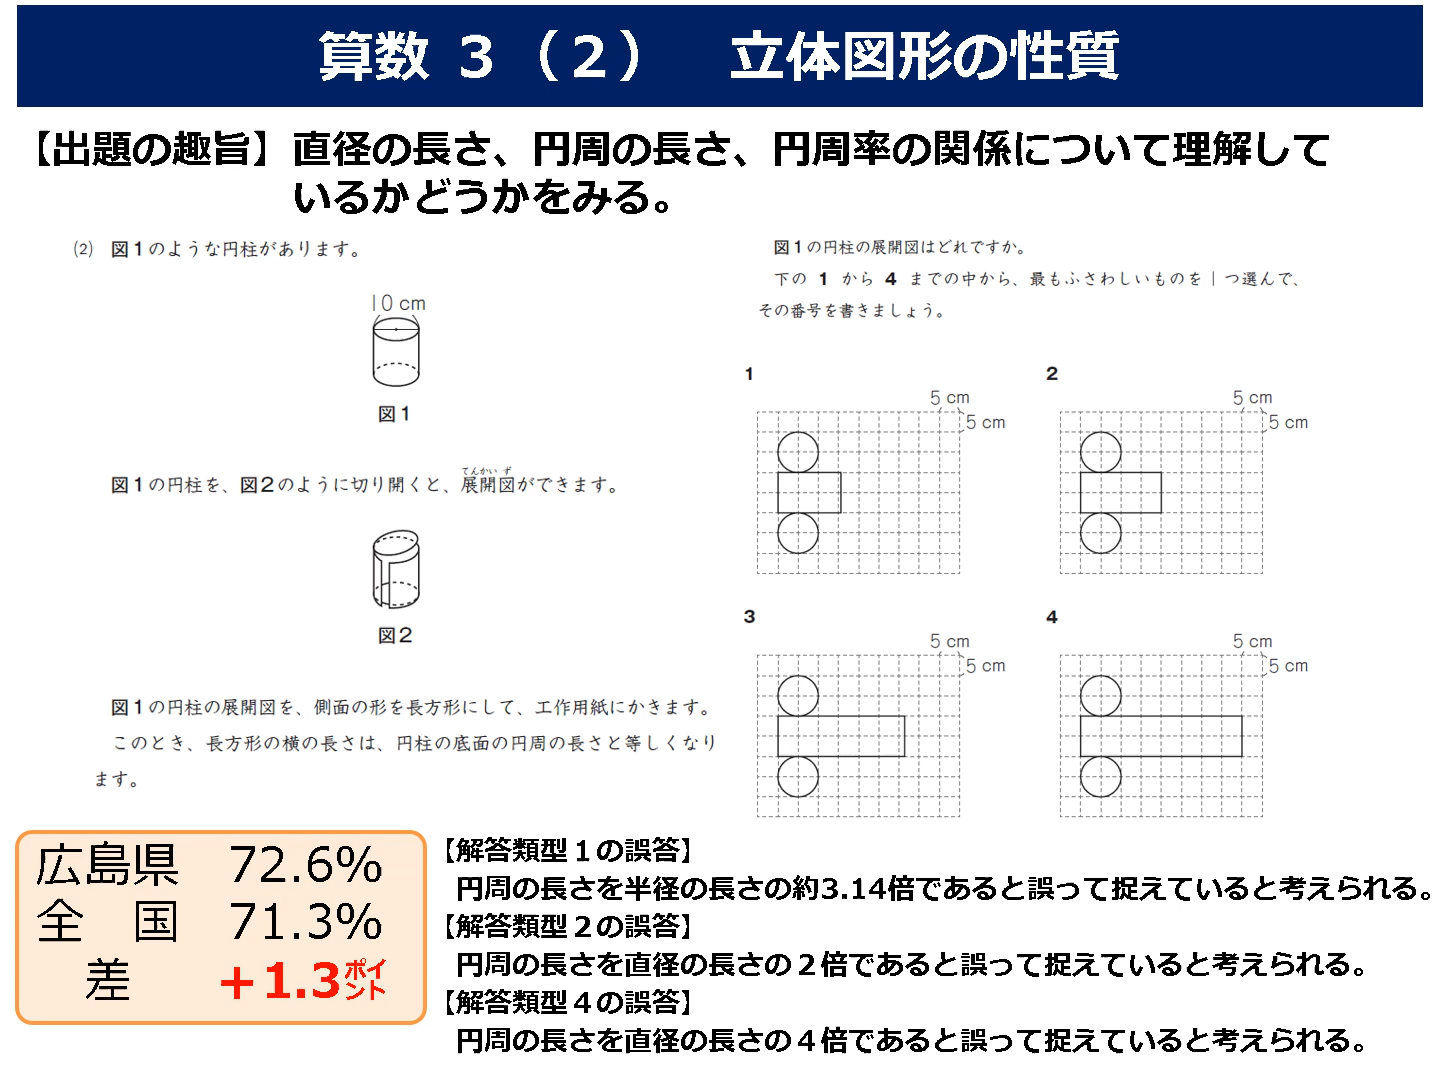 算数 ３（２）　立体図形の性質
【出題の趣旨】直径の長さ、円周の長さ、円周率の関係について理解して
いるかどうかをみる。
⑵ 図１のような円柱があります。
10 cm
図１
図１の円柱を、図２のように切り開くと、展開図ができます。
てんかい ず
図２
図１の円柱の展開図を、側面の形を長方形にして、工作用紙にかきます。
このとき、長方形の横の長さは、円柱の底面の円周の長さと等しくなり
ます。
図１の円柱の展開図はどれですか。
下の 1 から 4 までの中から、最もふさわしいものを１つ選んで、
その番号を書きましょう。
1
5 cm
5 cm
2
5 cm
5 cm
3
5 cm
5 cm
4
5 cm
5 cm
広島県　72.6%
全　国　71.3%
差　＋1.3ポイント
【解答類型１の誤答】
円周の長さを半径の長さの約3.14倍であると誤って捉えていると考えられる。
【解答類型２の誤答】
円周の長さを直径の長さの２倍であると誤って捉えていると考えられる。
【解答類型４の誤答】
円周の長さを直径の長さの４倍であると誤って捉えていると考えられる。